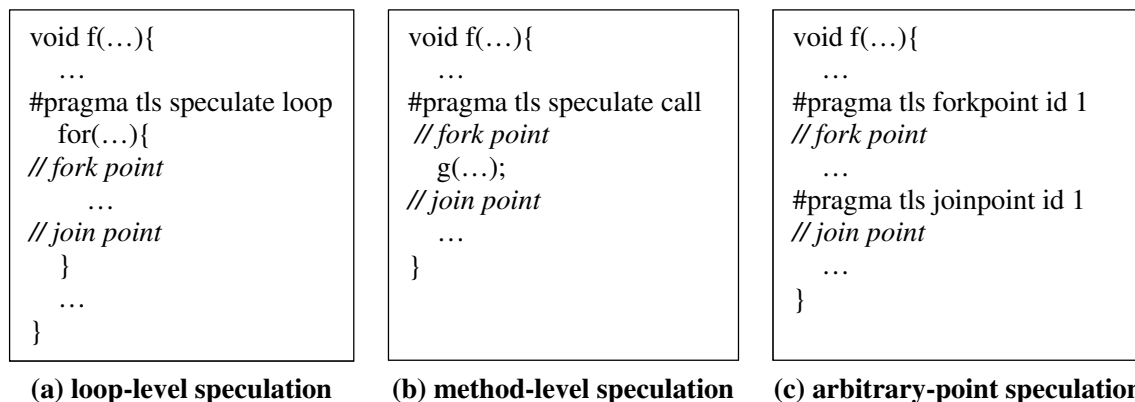 void f(…){
…
#pragma tls speculate loop
for(…){
// fork point
…
// join point
}
…
}
(a) loop-level speculation
void f(…){
…
#pragma tls speculate call
// fork point
g(…);
// join point
…
}
(b) method-level speculation
void f(…){
…
#pragma tls forkpoint id 1
// fork point
…
#pragma tls joinpoint id 1
// join point
…
}
(c) arbitrary-point speculation